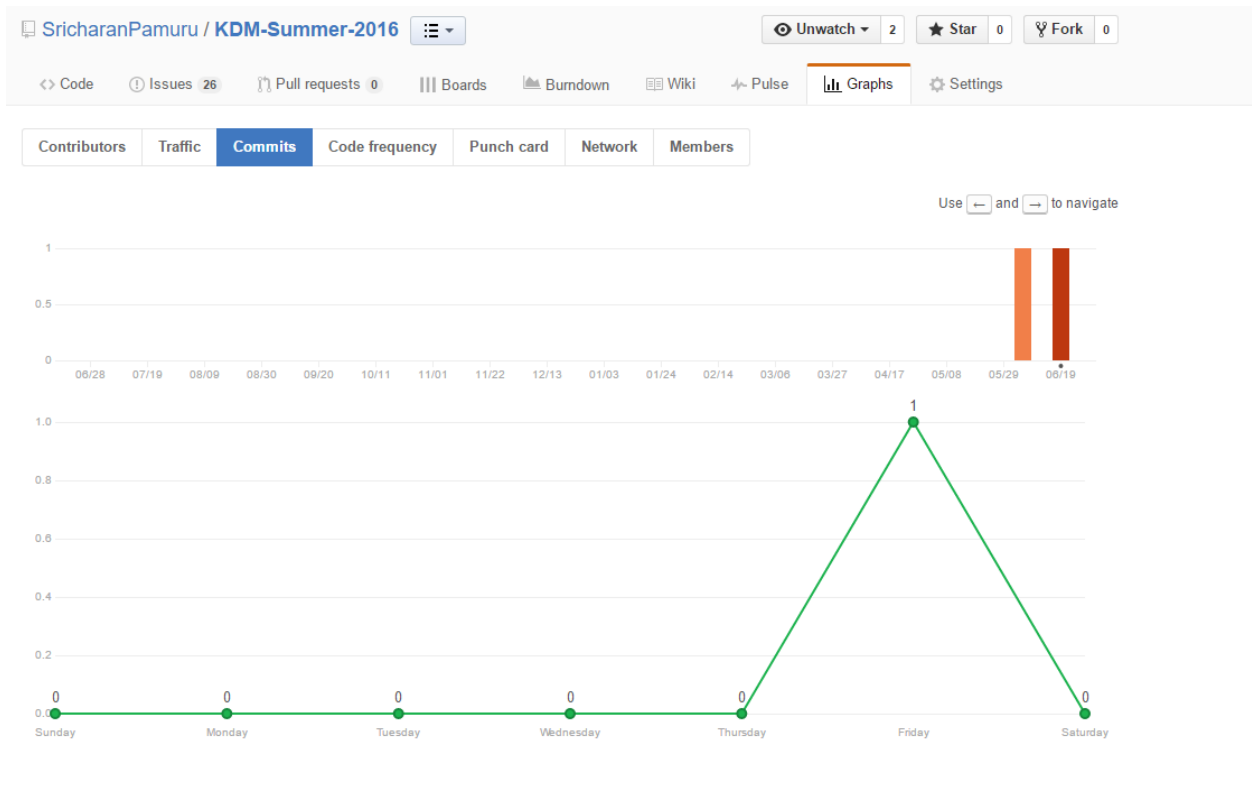 SricharanPamuru / KDM-Summer-2016 Unwatch 2 Star 0 Fork 0
Code Issues 26 Pull requests 0 Boards Burndown Wiki Pulse Graphs Settings
Contributors Traffic Commits Code frequency Punch card Network Members
Use ← and → to navigate
1
0.5
0
06/28 07/19 08/09 08/30 09/20 10/11 11/01 11/22 12/13 01/03 01/24 02/14 03/06 03/27 04/17 05/08 05/29 06/19
1
1.0
0.8
0.6
0.4
0.2
0 0 0 0 0 0
0.0
Sunday Monday Tuesday Wednesday Thursday Friday Saturday